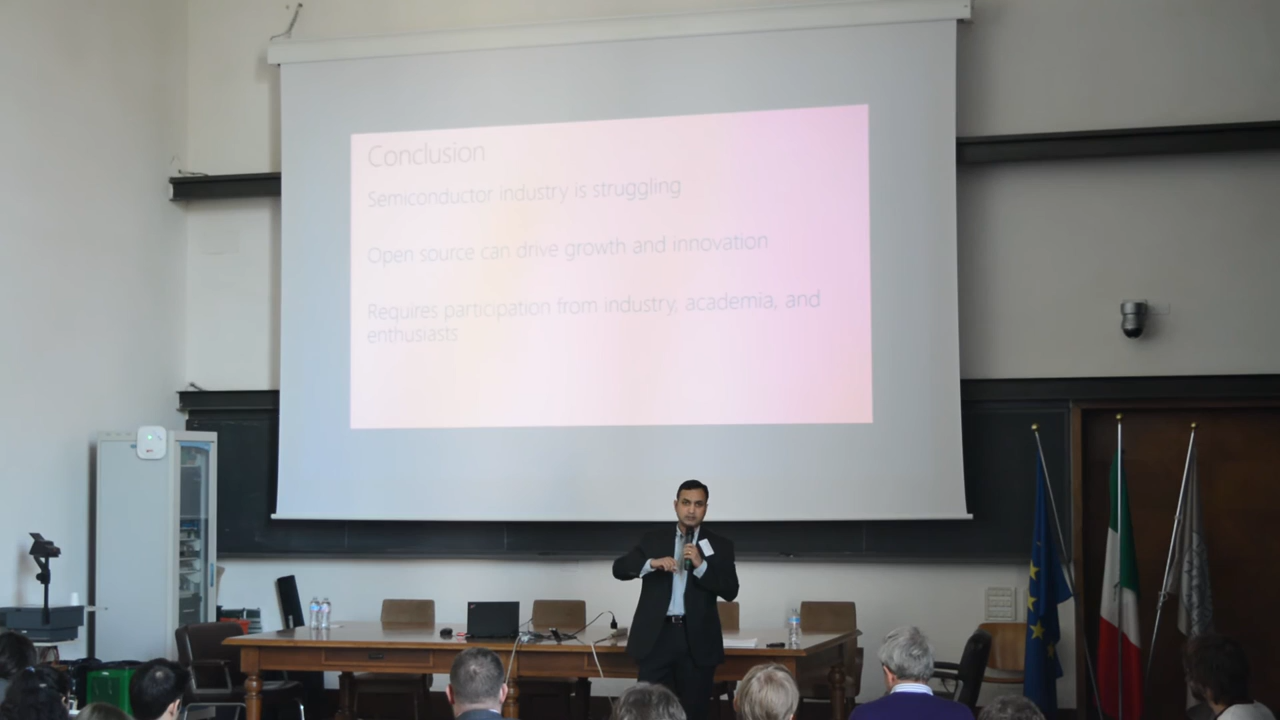 Conclusion
Semiconductor industry is struggling
Open source can drive growth and innovation
Requires participation from industry, academia, and
enthusiasts